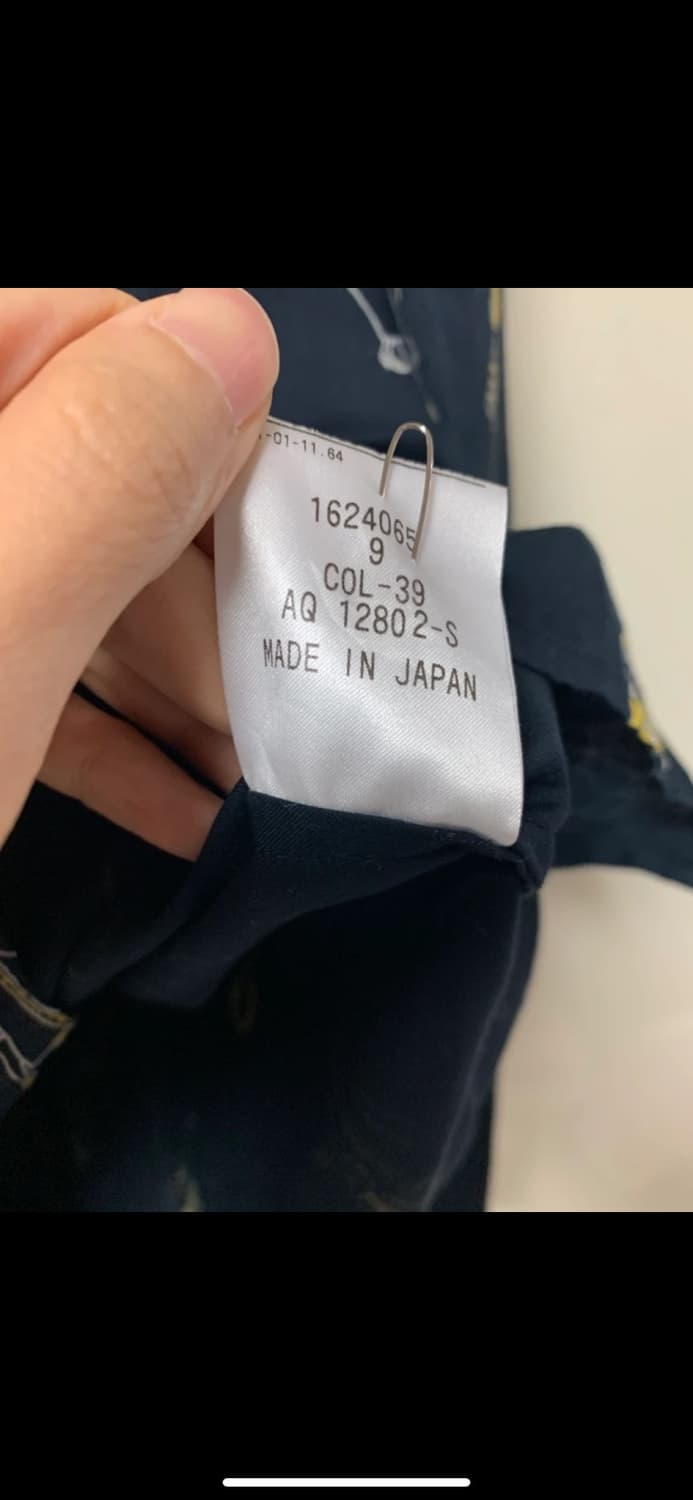 -01-11.64
1624065
9
COL-39
AQ 12802-S
MADE IN JAPAN